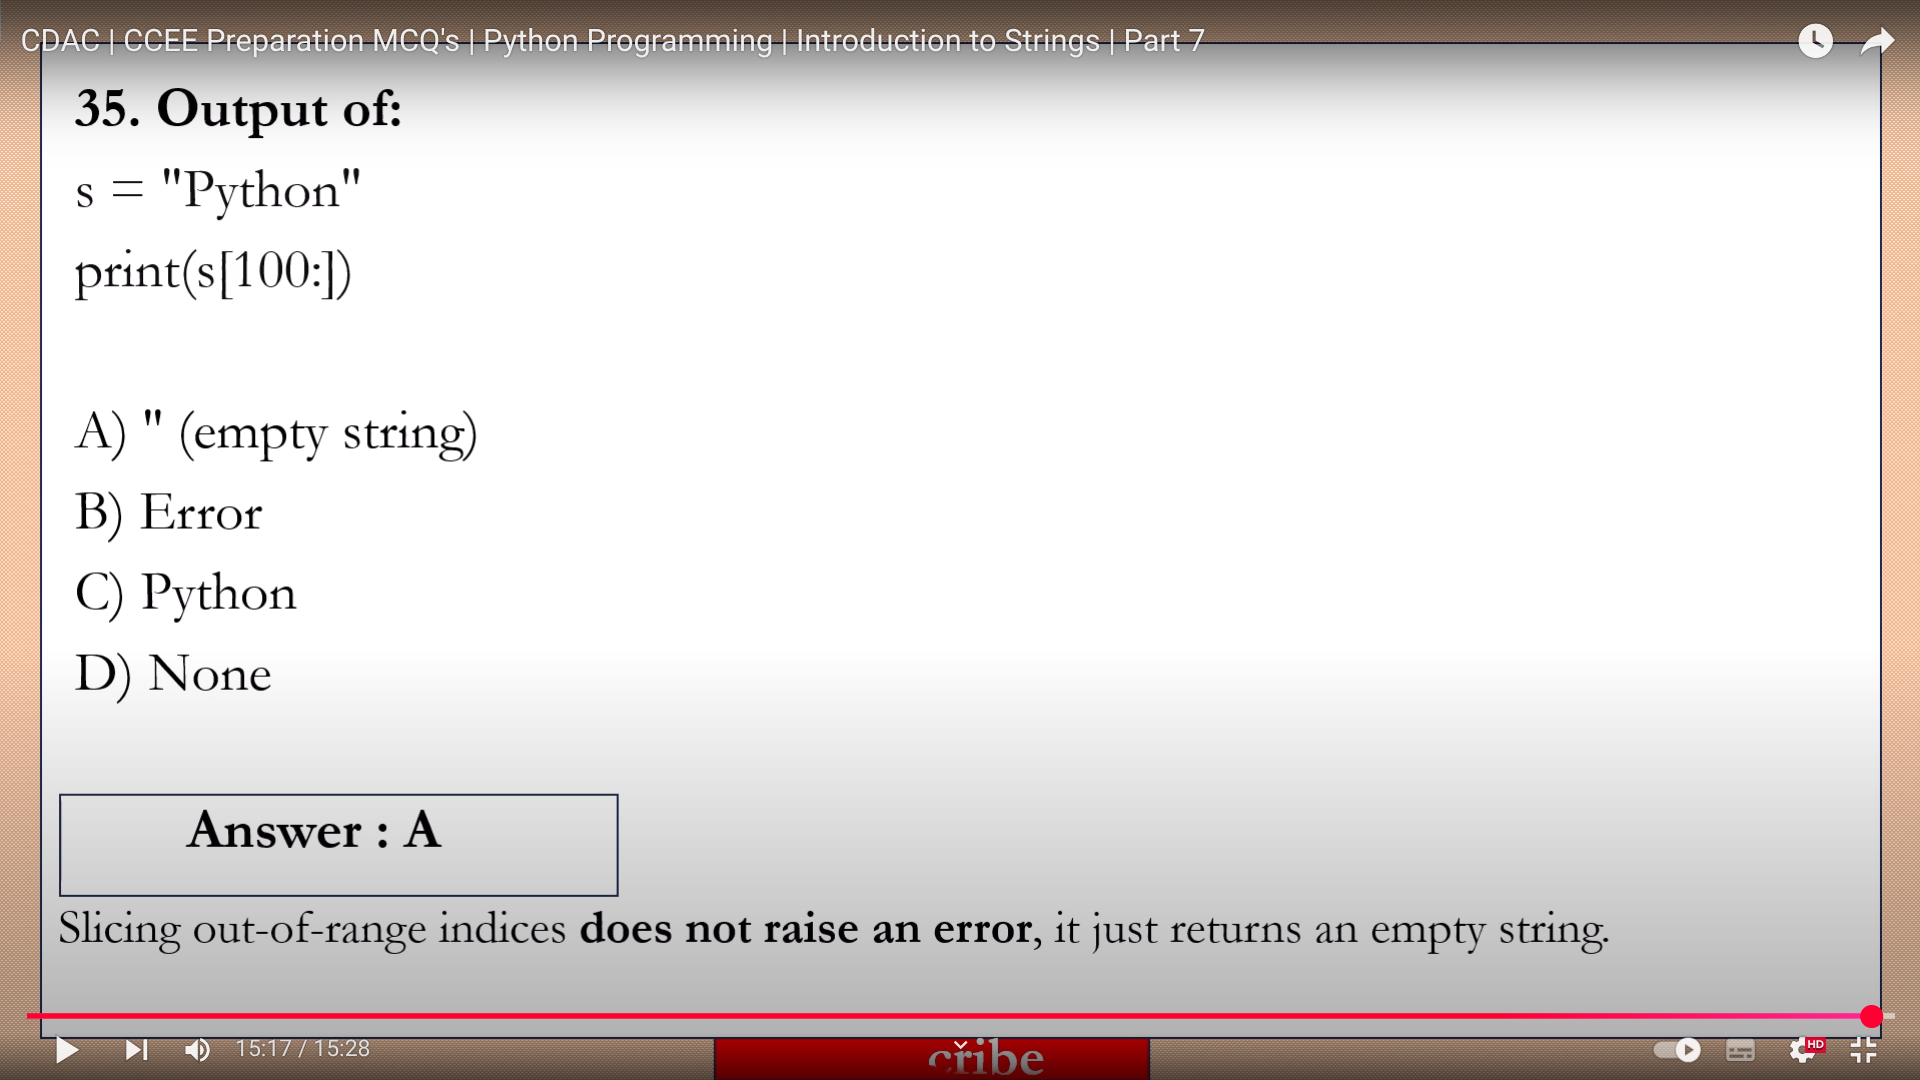 CDAC | CCEE Preparation MCQ's | Python Programming | Introduction to Strings | Part 7
35. Output of:
s = "Python"
print(s[100:])
A) " (empty string)
B) Error
C) Python
D) None
Answer : A
Slicing out-of-range indices does not raise an error, it just returns an empty string.
15:17 / 15:28
cribe
HD